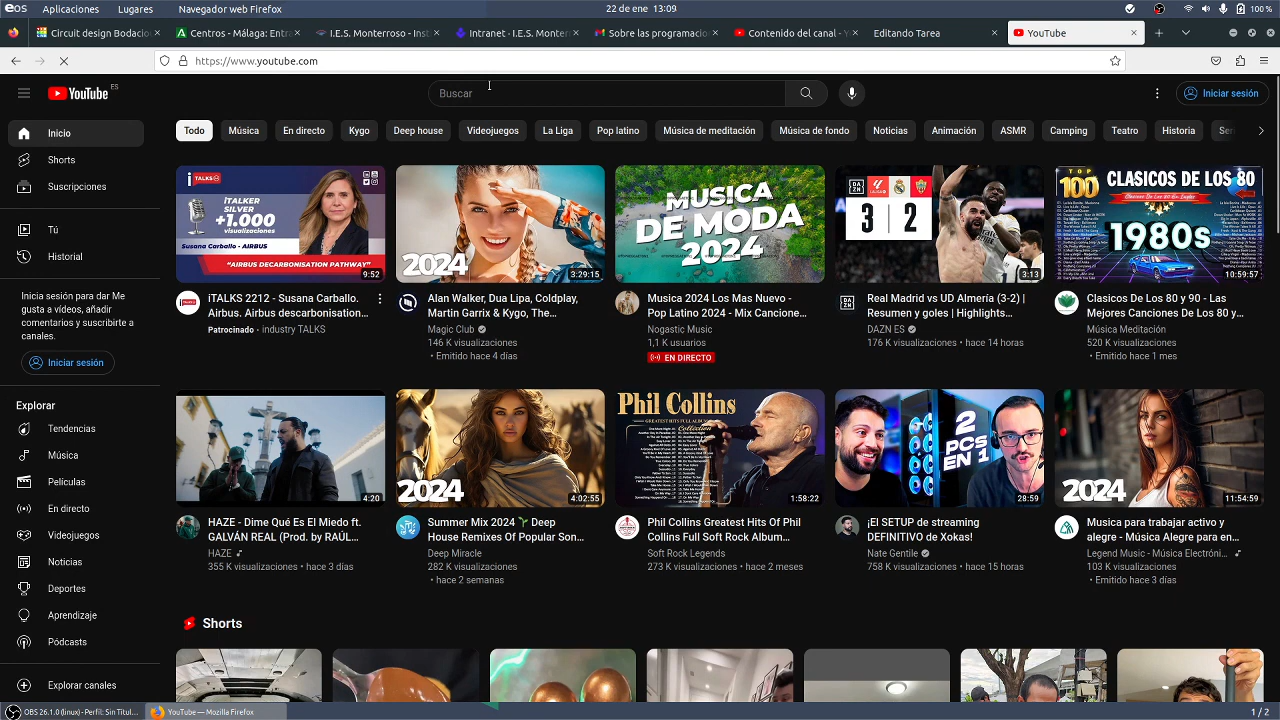 eos Aplicaciones Lugares Navegador web Firefox 22 de ene 13:09 100 %
Circuit design Bodacio Centros - Málaga: Entra I.E.S. Monterroso - Inst Intranet - I.E.S. Monter Sobre las programacio Contenido del canal - Y Editando Tarea YouTube
https://www.youtube.com
YouTube ES Buscar Iniciar sesión
Todo Música En directo Kygo Deep house Videojuegos La Liga Pop latino Música de meditación Música de fondo Noticias Animación ASMR Camping Teatro Historia
Inicio
Shorts
Suscripciones
Tú
Historial
Inicia sesión para dar Me
gusta a vídeos, añadir
comentarios y suscribirte a
canales.
Iniciar sesión
Explorar
Tendencias
Música
Películas
En directo
Videojuegos
Noticias
Deportes
Aprendizaje
Pódcasts
Explorar canales
iTALKS
iTALKER
SILVER
+1.000
visualizaciones
Susana Carballo - AIRBUS
"AIRBUS DECARBONISATION PATHWAY"
9:52
iTALKS 2212 - Susana Carballo.
Airbus. Airbus descarbonisation...
Patrocinado • industry TALKS
2024
3:29:15
Alan Walker, Dua Lipa, Coldplay,
Martin Garrix & Kygo, The...
Magic Club
146 K visualizaciones
• Emitido hace 4 días
MUSICA
DE MODA
2024
Musica 2024 Los Mas Nuevo -
Pop Latino 2024 - Mix Cancione...
Nogastic Music
1,1 K usuarios
EN DIRECTO
DAZN LALIGA
3 2
3:13
Real Madrid vs UD Almería (3-2) |
Resumen y goles | Highlights...
DAZN ES
176 K visualizaciones • hace 14 horas
TOP
100 CLASICOS DE LOS 80
Clasicos De Los 80 En Ingles
1980s
10:59:57
Clasicos De Los 80 y 90 - Las
Mejores Canciones De Los 80 y...
Música Meditación
520 K visualizaciones
• Emitido hace 1 mes
4:20
HAZE - Dime Qué Es El Miedo ft.
GALVÁN REAL (Prod. by RAÚL...
HAZE
355 K visualizaciones • hace 3 días
2024
4:02:55
Summer Mix 2024 🌱 Deep
House Remixes Of Popular Son...
Deep Miracle
282 K visualizaciones
• hace 2 semanas
Phil Collins
GREATEST HITS FULL ALBUM
Collection
1:58:22
Phil Collins Greatest Hits Of Phil
Collins Full Soft Rock Album...
Soft Rock Legends
273 K visualizaciones • hace 2 meses
2
PCS
EN 1
28:59
¡El SETUP de streaming
DEFINITIVO de Xokas!
Nate Gentile
758 K visualizaciones • hace 15 horas
2024
11:54:59
Musica para trabajar activo y
alegre - Música Alegre para en...
Legend Music - Música Electróni...
103 K visualizaciones
• Emitido hace 3 días
Shorts
OBS 26.1.0 (linux) - Perfil: Sin Titul... YouTube — Mozilla Firefox 1 / 2